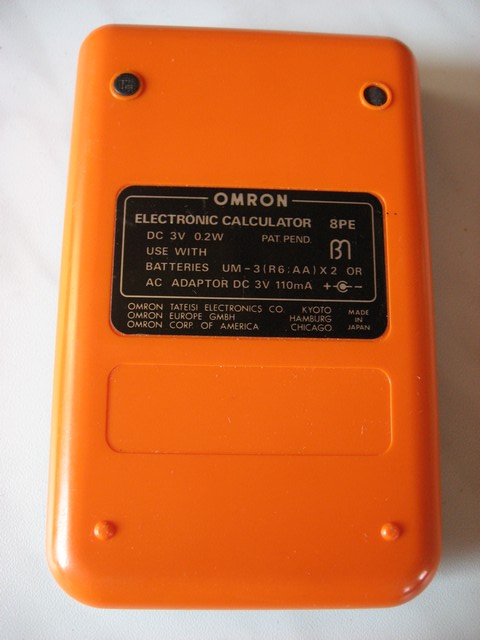 OMRON
ELECTRONIC CALCULATOR 8PE
DC 3V 0.2W PAT. PEND.
USE WITH
BATTERIES UM-3(R6:AA)X2 OR
AC ADAPTOR DC 3V 110mA + -
OMRON TATEISI ELECTRONICS CO. KYOTO
OMRON EUROPE GMBH HAMBURG
OMRON CORP. OF AMERICA CHICAGO
MADE
IN
JAPAN